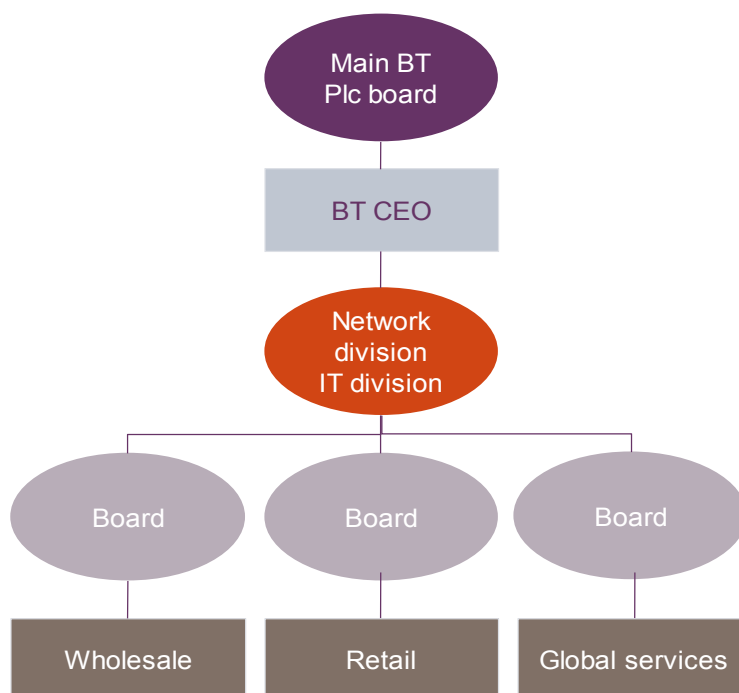 Main BT
Plc board
BT CEO
Network
division
IT division
Board
Board
Board
Wholesale
Retail
Global services